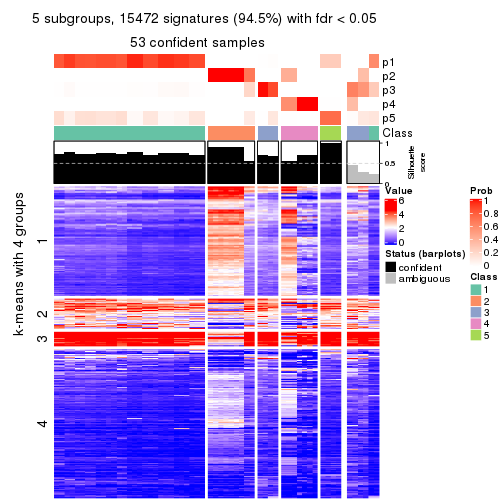 5 subgroups, 15472 signatures (94.5%) with fdr < 0.05
53 confident samples
p1
p2
p3
p4
p5
Class
1
0.5
0
Silhouette
score
k-means with 4 groups
1
2
3
4
Value
6
4
2
0
Status (barplots)
confident
ambiguous
Prob
1
0.8
0.6
0.4
0.2
0
Class
1
2
3
4
5